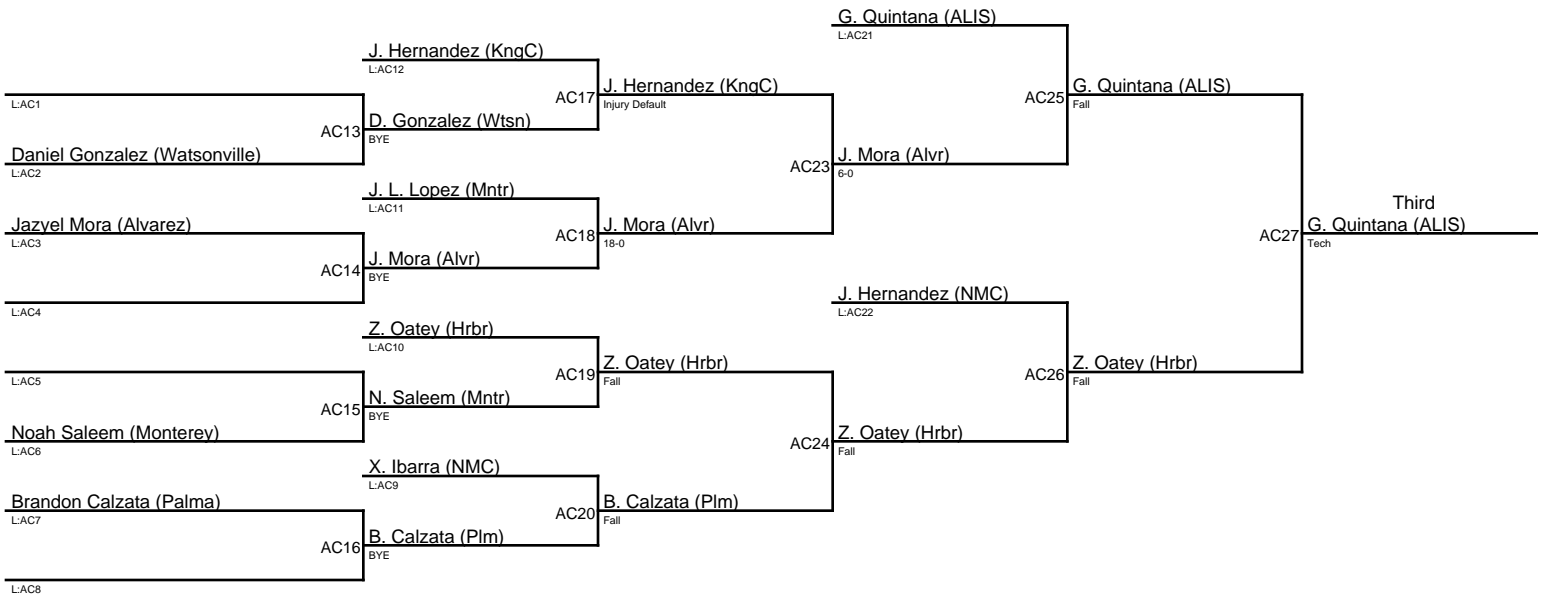 G. Quintana (ALIS)
L:AC21
J. Hernandez (KngC)
L:AC12
AC17
J. Hernandez (KngC)
Injury Default
AC25
G. Quintana (ALIS)
Fall
L:AC1
AC13
D. Gonzalez (Wtsn)
BYE
Daniel Gonzalez (Watsonville)
L:AC2
AC23
J. Mora (Alvr)
6-0
J. L. Lopez (Mntr)
L:AC11
Third
Jazyel Mora (Alvarez)
L:AC3
AC18
J. Mora (Alvr)
18-0
AC27
G. Quintana (ALIS)
Tech
AC14
J. Mora (Alvr)
BYE
L:AC4
J. Hernandez (NMC)
L:AC22
Z. Oatey (Hrbr)
L:AC10
L:AC5
AC19
Z. Oatey (Hrbr)
Fall
AC26
Z. Oatey (Hrbr)
Fall
AC15
N. Saleem (Mntr)
BYE
Noah Saleem (Monterey)
L:AC6
AC24
Z. Oatey (Hrbr)
Fall
X. Ibarra (NMC)
L:AC9
Brandon Calzata (Palma)
L:AC7
AC20
B. Calzata (Plm)
Fall
AC16
B. Calzata (Plm)
BYE
L:AC8